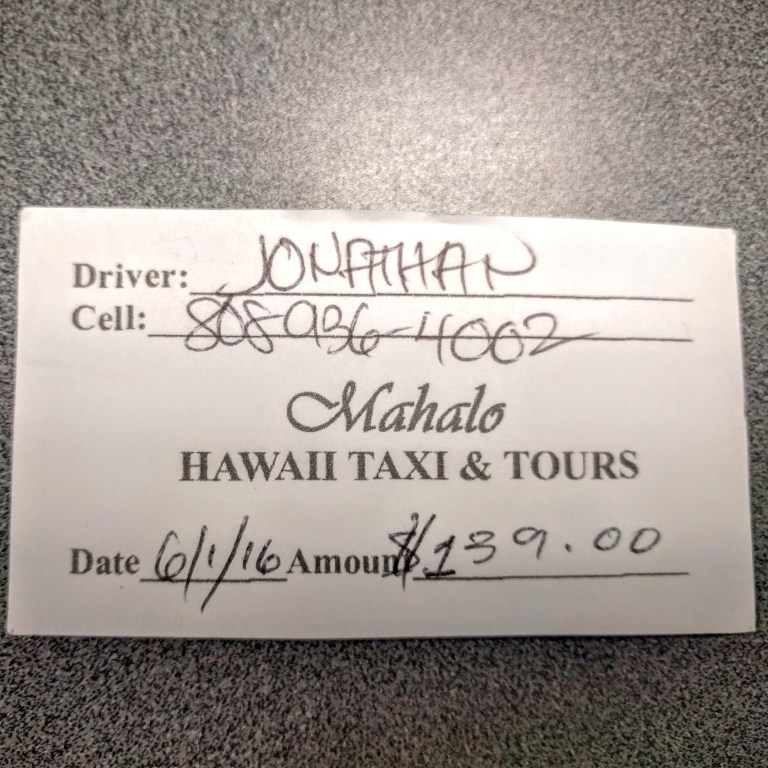 Driver: JONATHAN
Cell: 808-936-4002
Mahalo
HAWAII TAXI & TOURS
Date 6/1/16 Amount $139.00